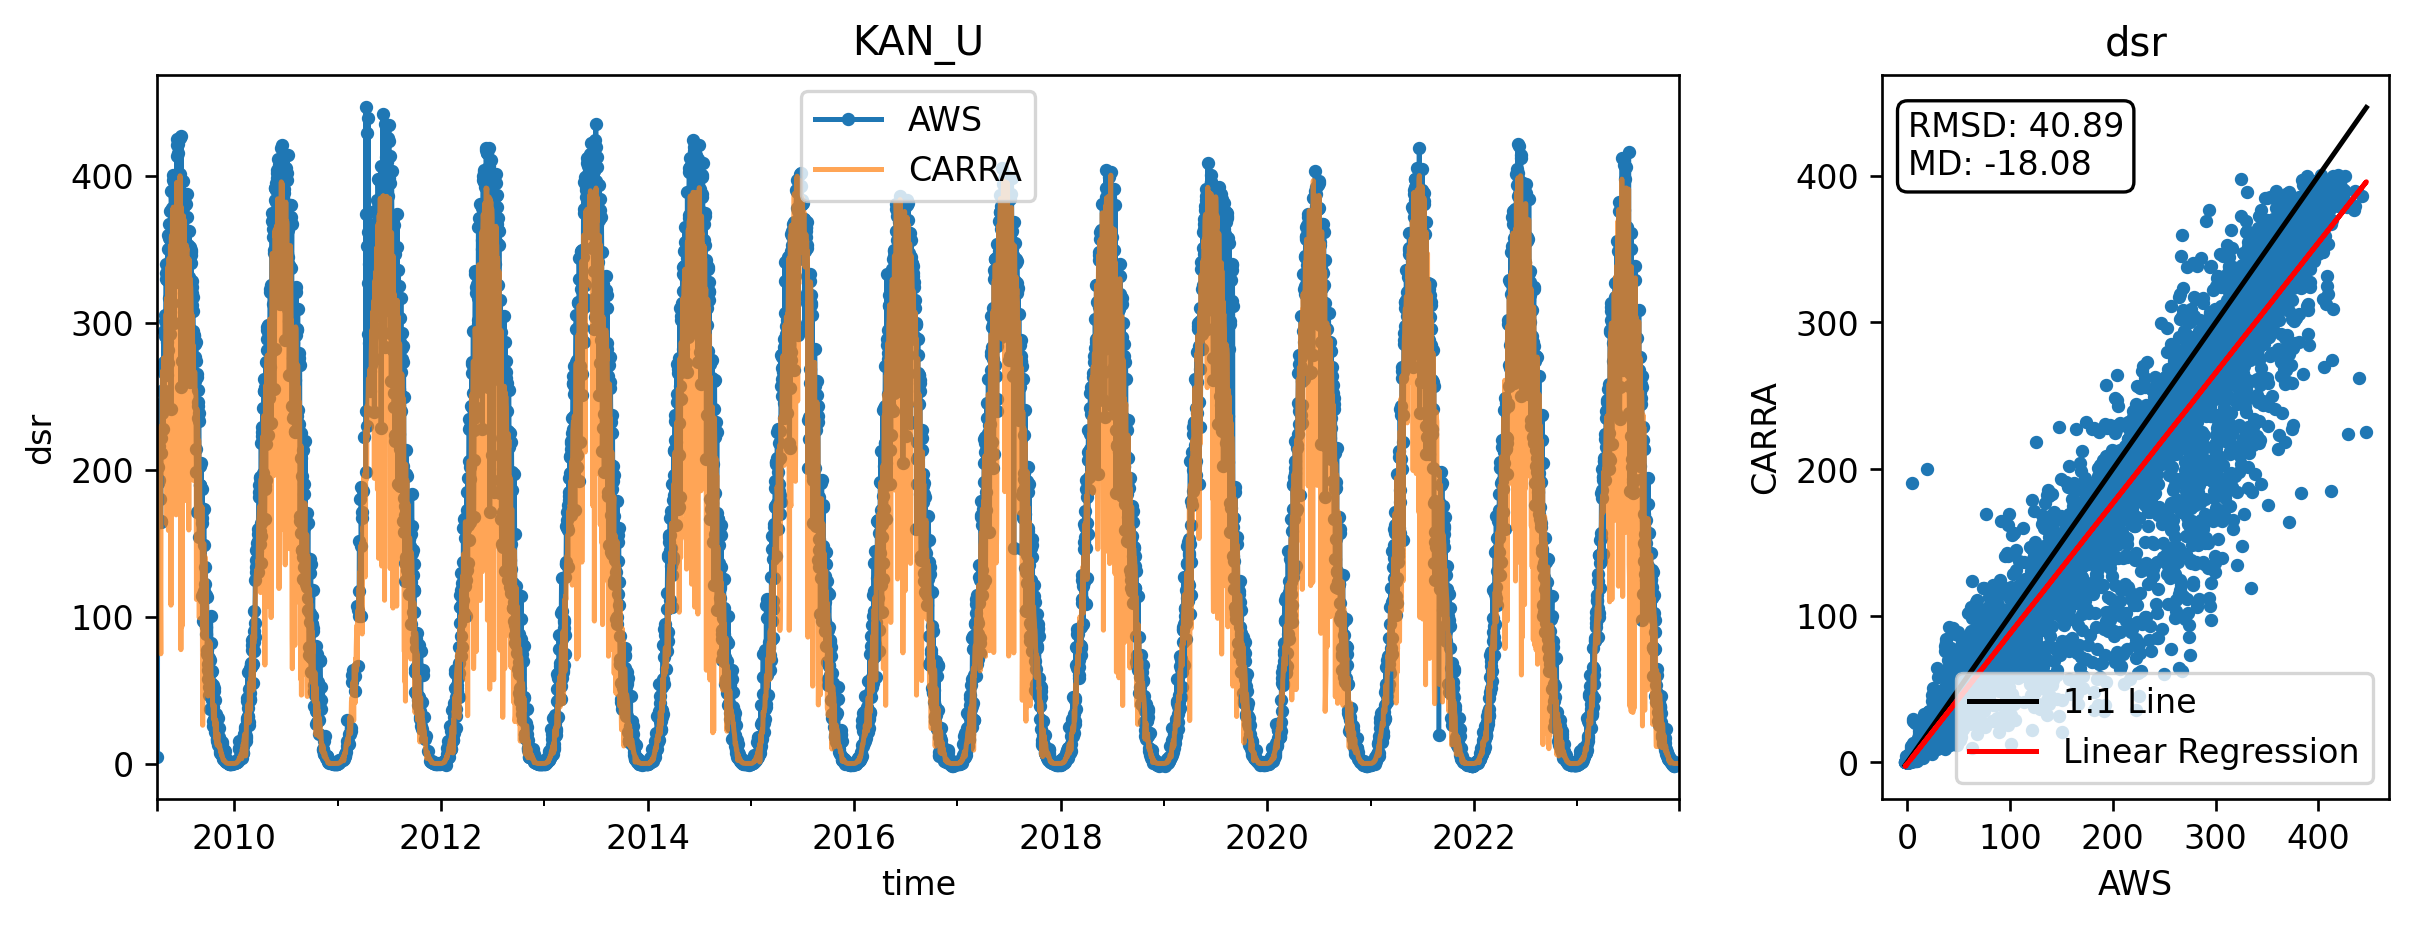 KAN_U
AWS
CARRA
dsr
400
300
200
100
0
2010 2012 2014 2016 2018 2020 2022
time
dsr
RMSD: 40.89
MD: -18.08
CARRA
400
300
200
100
0
1:1 Line
Linear Regression
0 100 200 300 400
AWS